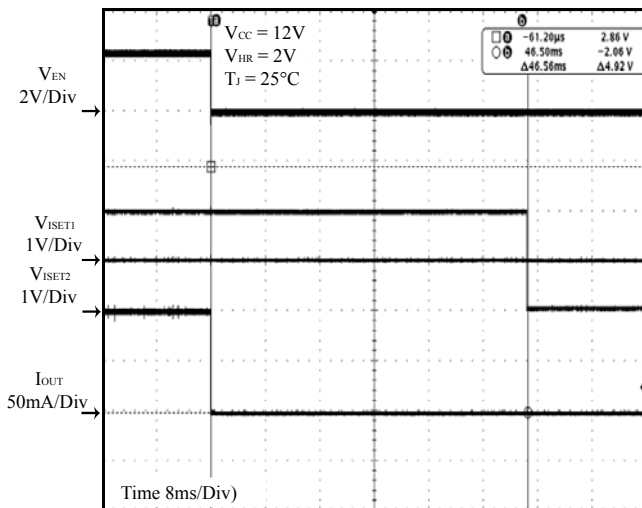 V_CC = 12V
V_HR = 2V
T_J = 25°C
a
b
a -61.20µs 2.86 V
b 46.50ms -2.06 V
Δ46.56ms Δ4.92 V
V_EN
2V/Div
V_ISET1
1V/Div
V_ISET2
1V/Div
I_OUT
50mA/Div
Time 8ms/Div)